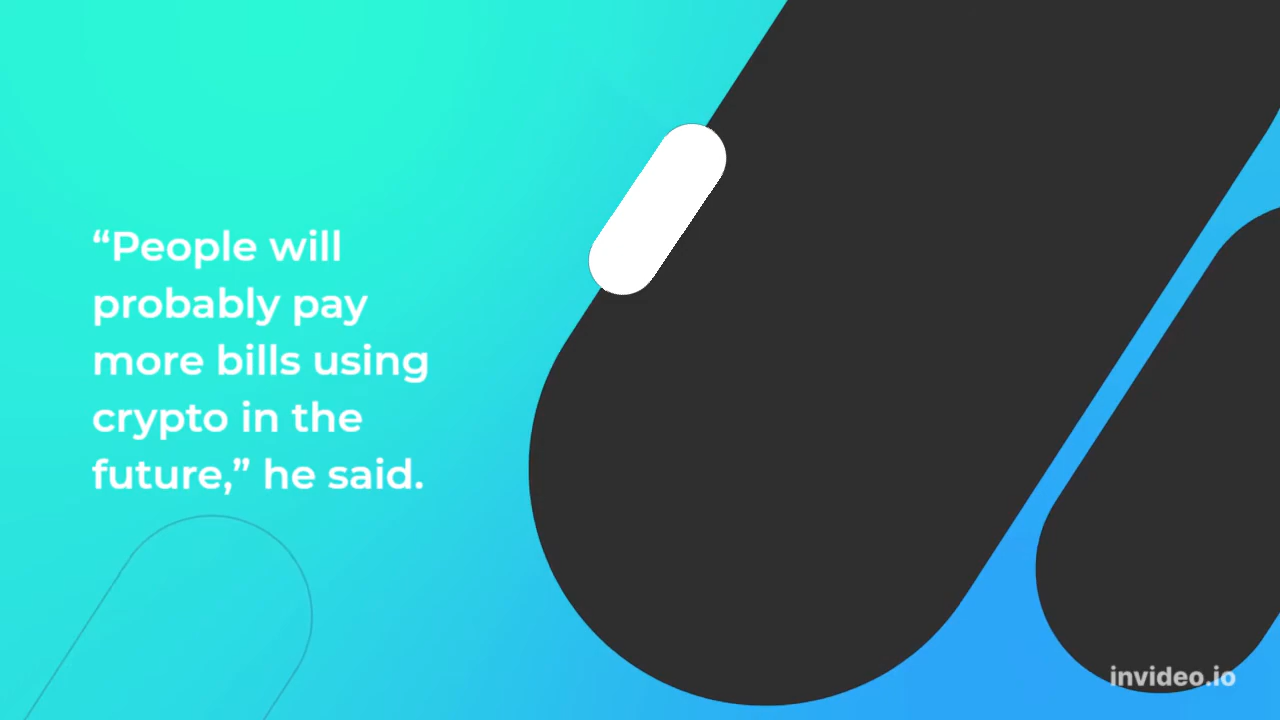 “People will
probably pay
more bills using
crypto in the
future,” he said.
invideo.io